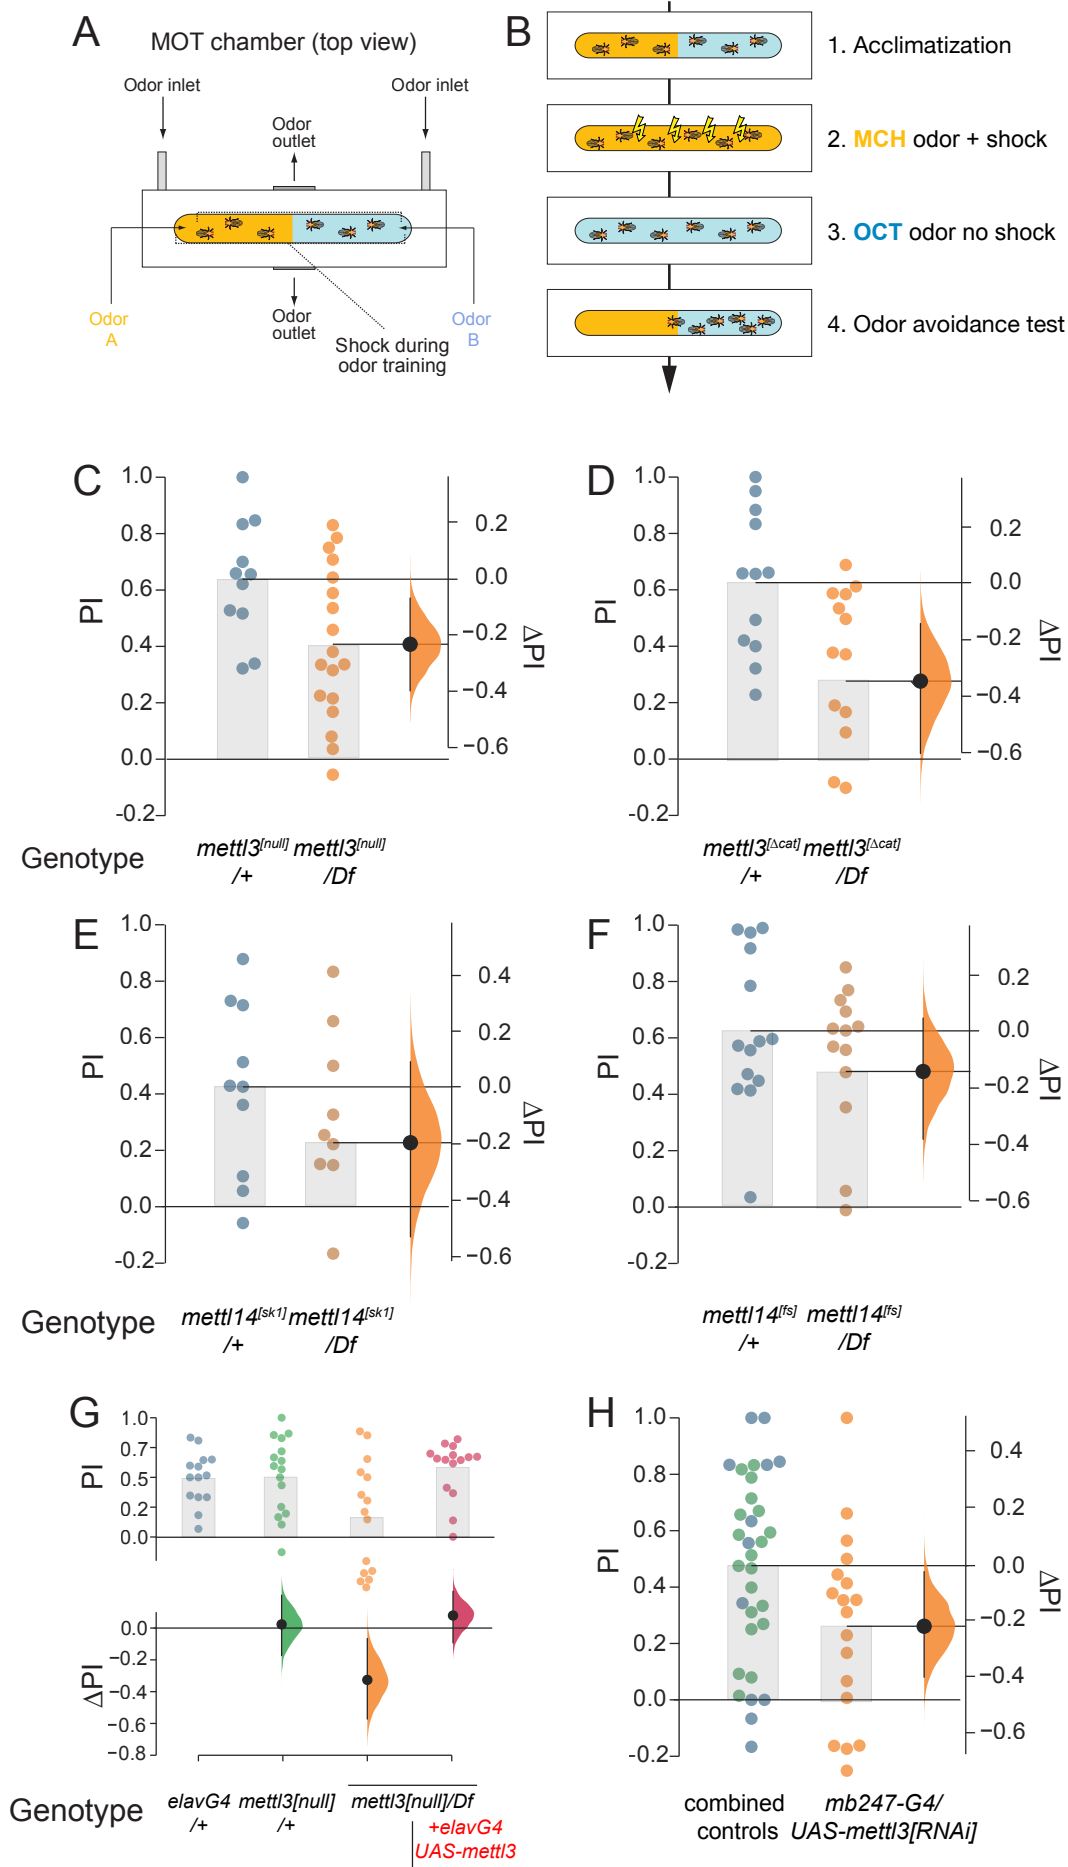 A
MOT chamber (top view)
Odor inlet
Odor inlet
Odor
outlet
Odor
A
Odor
outlet
Odor
B
Shock during
odor training
B
1. Acclimatization
2. MCH odor + shock
3. OCT odor no shock
4. Odor avoidance test
C
1.0
0.8
0.6
0.4
0.2
0.0
-0.2
PI
0.2
0.0
−0.2
−0.4
−0.6
ΔPI
Genotype
mettl3[null]
/+
mettl3[null]
/Df
D
1.0
0.8
0.6
0.4
0.2
0.0
-0.2
PI
0.2
0.0
−0.2
−0.4
−0.6
ΔPI
mettl3[Δcat]
/+
mettl3[Δcat]
/Df
E
1.0
0.8
0.6
0.4
0.2
0.0
-0.2
PI
0.4
0.2
0.0
−0.2
−0.4
−0.6
ΔPI
Genotype
mettl14[sk1]
/+
mettl14[sk1]
/Df
F
1.0
0.8
0.6
0.4
0.2
0.0
-0.2
PI
0.2
0.0
−0.2
−0.4
−0.6
ΔPI
mettl14[fs]
/+
mettl14[fs]
/Df
G
1.0
0.7
0.5
0.2
0.0
PI
0.0
−0.2
−0.4
−0.6
−0.8
ΔPI
Genotype
elavG4
/+
mettl3[null]
/+
mettl3[null]/Df
+elavG4
UAS-mettl3
H
1.0
0.8
0.6
0.4
0.2
0.0
-0.2
PI
0.4
0.2
0.0
−0.2
−0.4
−0.6
ΔPI
combined
controls
mb247-G4/
UAS-mettl3[RNAi]